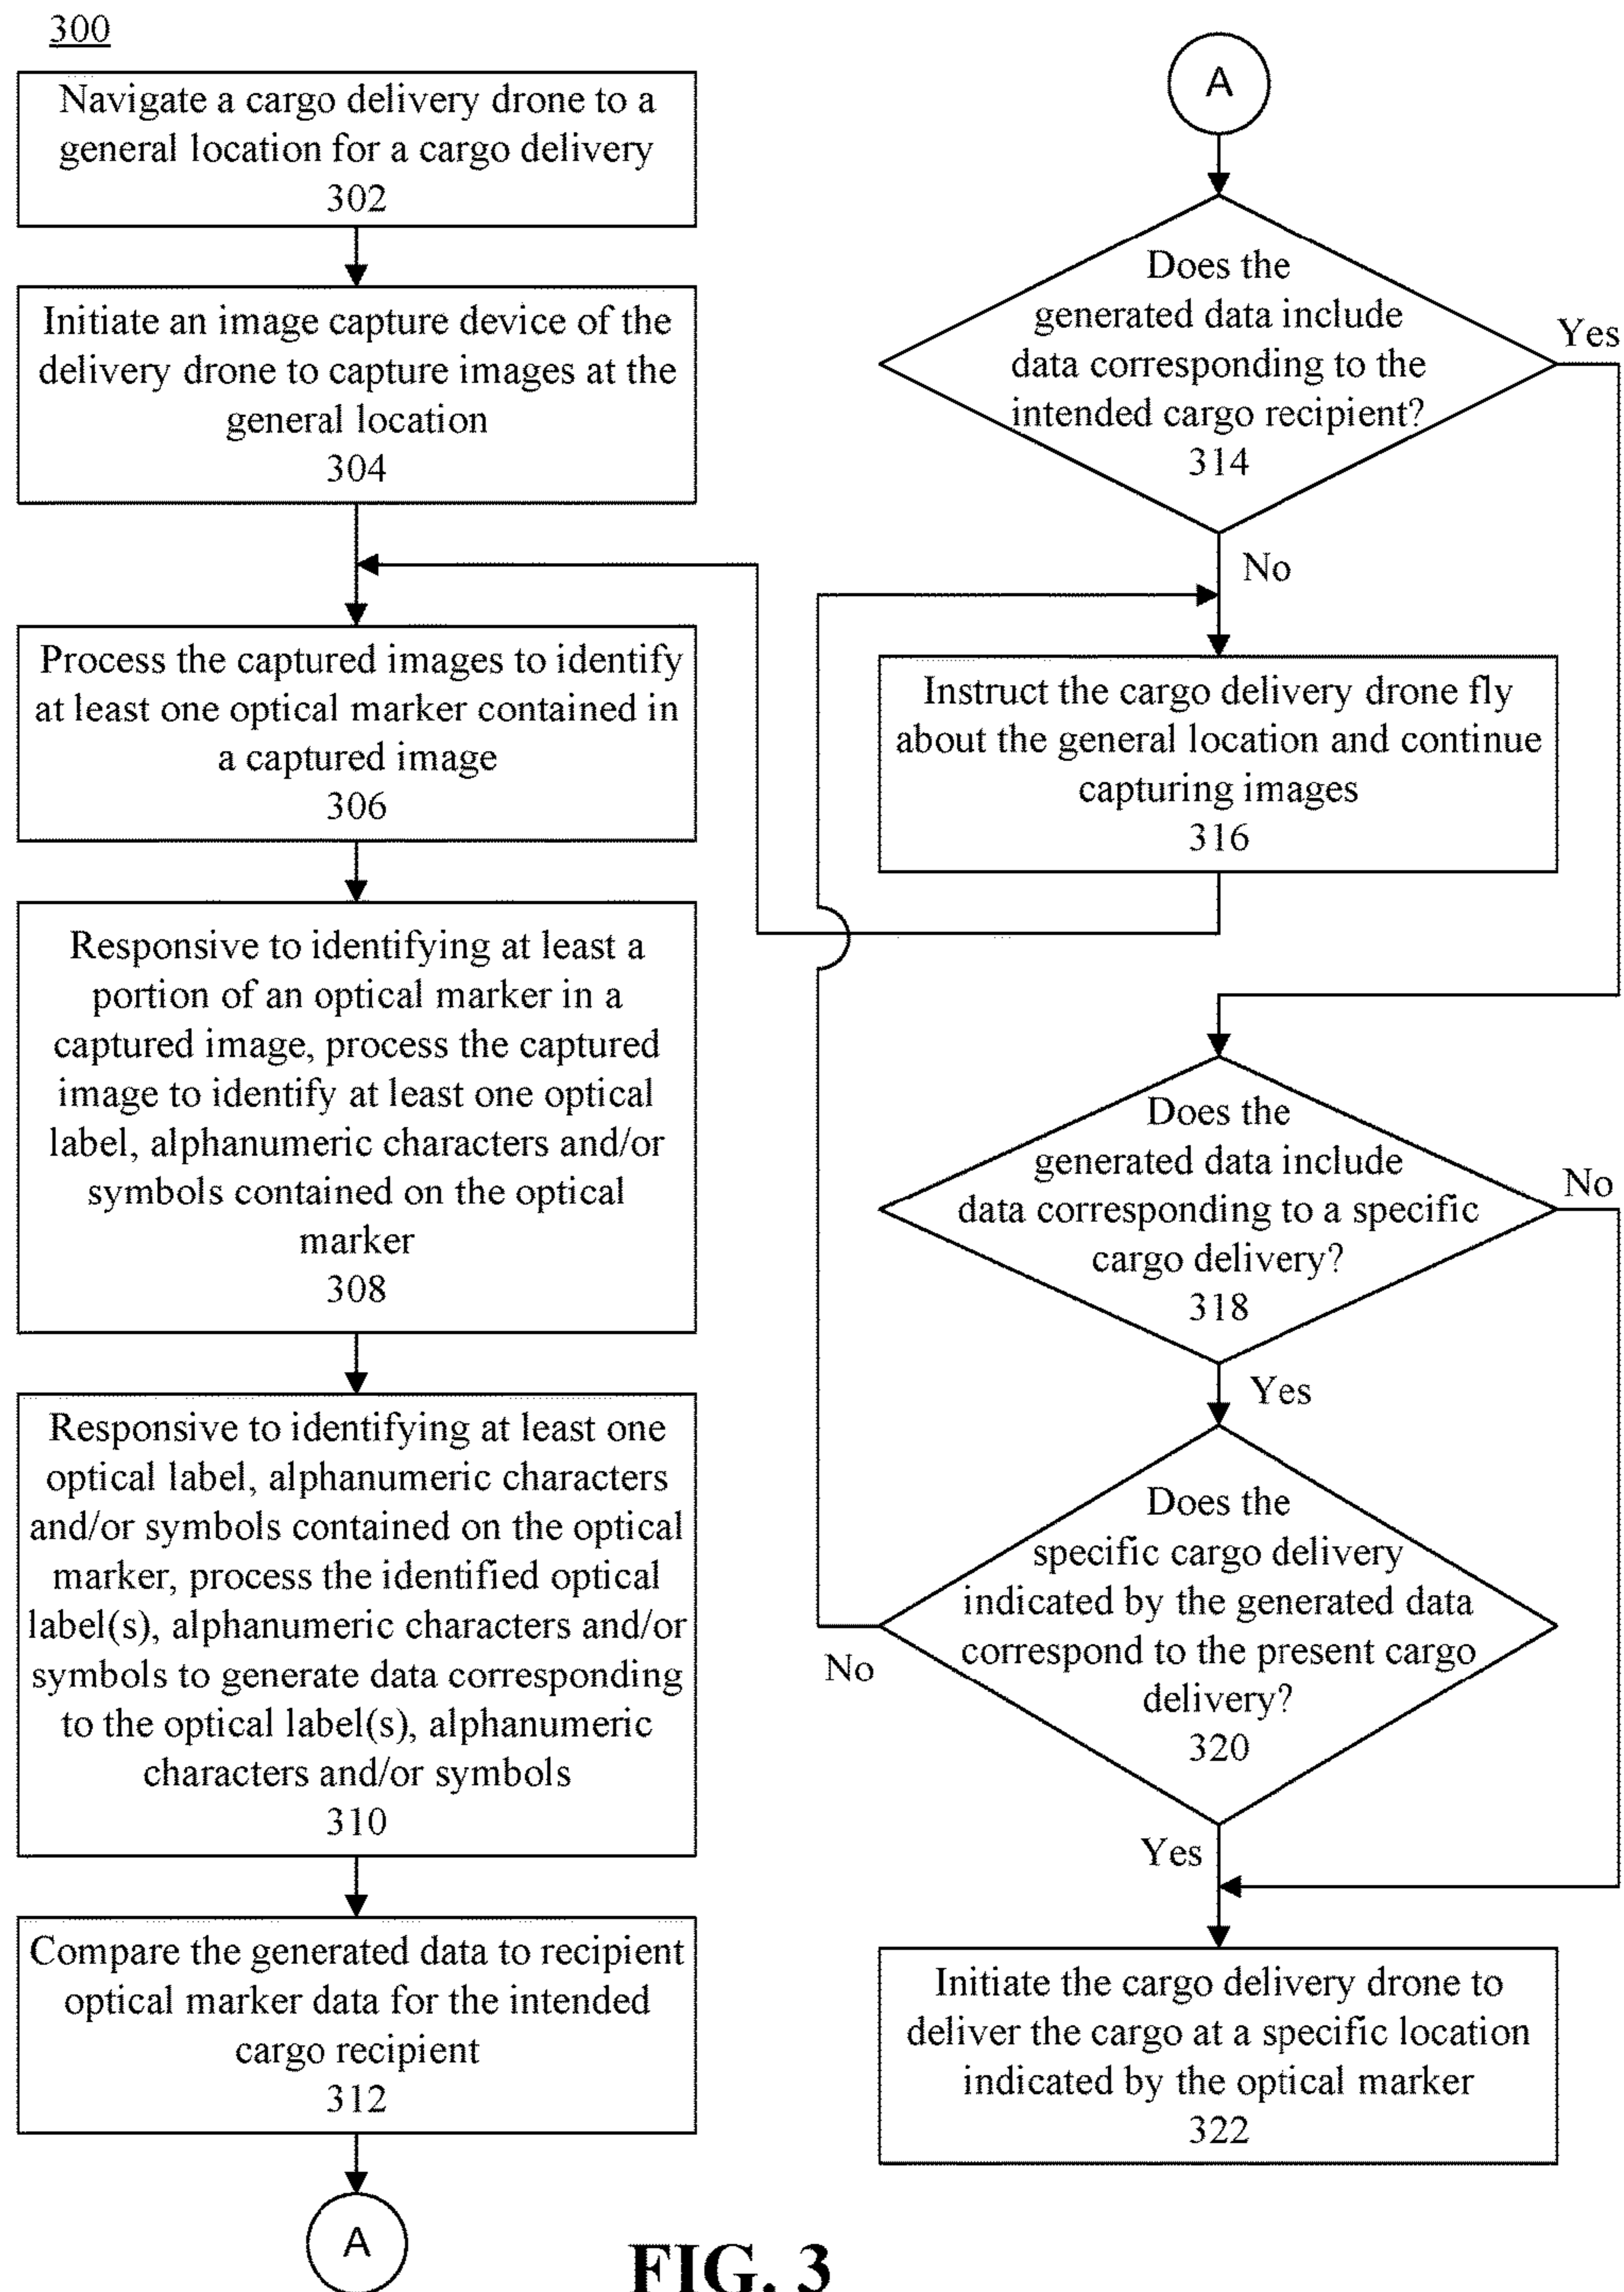 300
Navigate a cargo delivery drone to a
general location for a cargo delivery
302
Initiate an image capture device of the
delivery drone to capture images at the
general location
304
Process the captured images to identify
at least one optical marker contained in
a captured image
306
Responsive to identifying at least a
portion of an optical marker in a
captured image, process the captured
image to identify at least one optical
label, alphanumeric characters and/or
symbols contained on the optical
marker
308
Responsive to identifying at least one
optical label, alphanumeric characters
and/or symbols contained on the optical
marker, process the identified optical
label(s), alphanumeric characters and/or
symbols to generate data corresponding
to the optical label(s), alphanumeric
characters and/or symbols
310
Compare the generated data to recipient
optical marker data for the intended
cargo recipient
312
A
A
Does the
generated data include
data corresponding to the
intended cargo recipient?
314
Yes
No
Instruct the cargo delivery drone fly
about the general location and continue
capturing images
316
Does the
generated data include
data corresponding to a specific
cargo delivery?
318
No
Yes
Does the
specific cargo delivery
indicated by the generated data
correspond to the present cargo
delivery?
320
No
Yes
Initiate the cargo delivery drone to
deliver the cargo at a specific location
indicated by the optical marker
322
FIG. 3